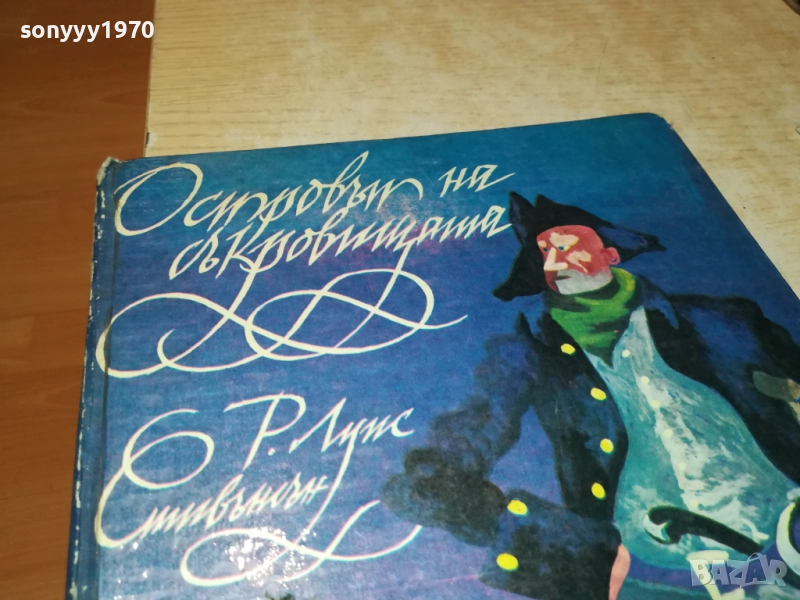 sonyyy1970
Островът на
съкровищата
Р. Луис
Стивънсън
BAZAR